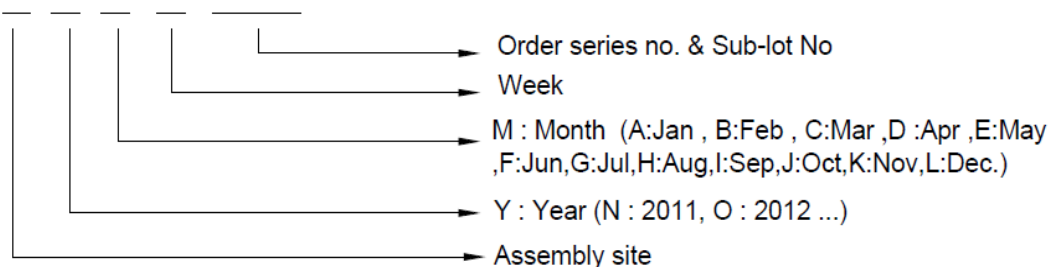 Order series no. & Sub-lot No
Week
M : Month (A:Jan , B:Feb , C:Mar ,D :Apr ,E:May
,F:Jun,G:Jul,H:Aug,I:Sep,J:Oct,K:Nov,L:Dec.)
Y : Year (N : 2011, O : 2012 ...)
Assembly site